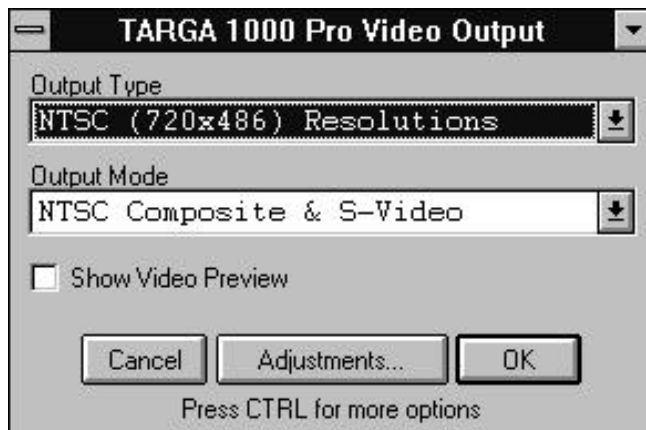 TARGA 1000 Pro Video Output
Output Type
NTSC (720x486) Resolutions
Output Mode
NTSC Composite & S-Video
Show Video Preview
Cancel Adjustments... OK
Press CTRL for more options